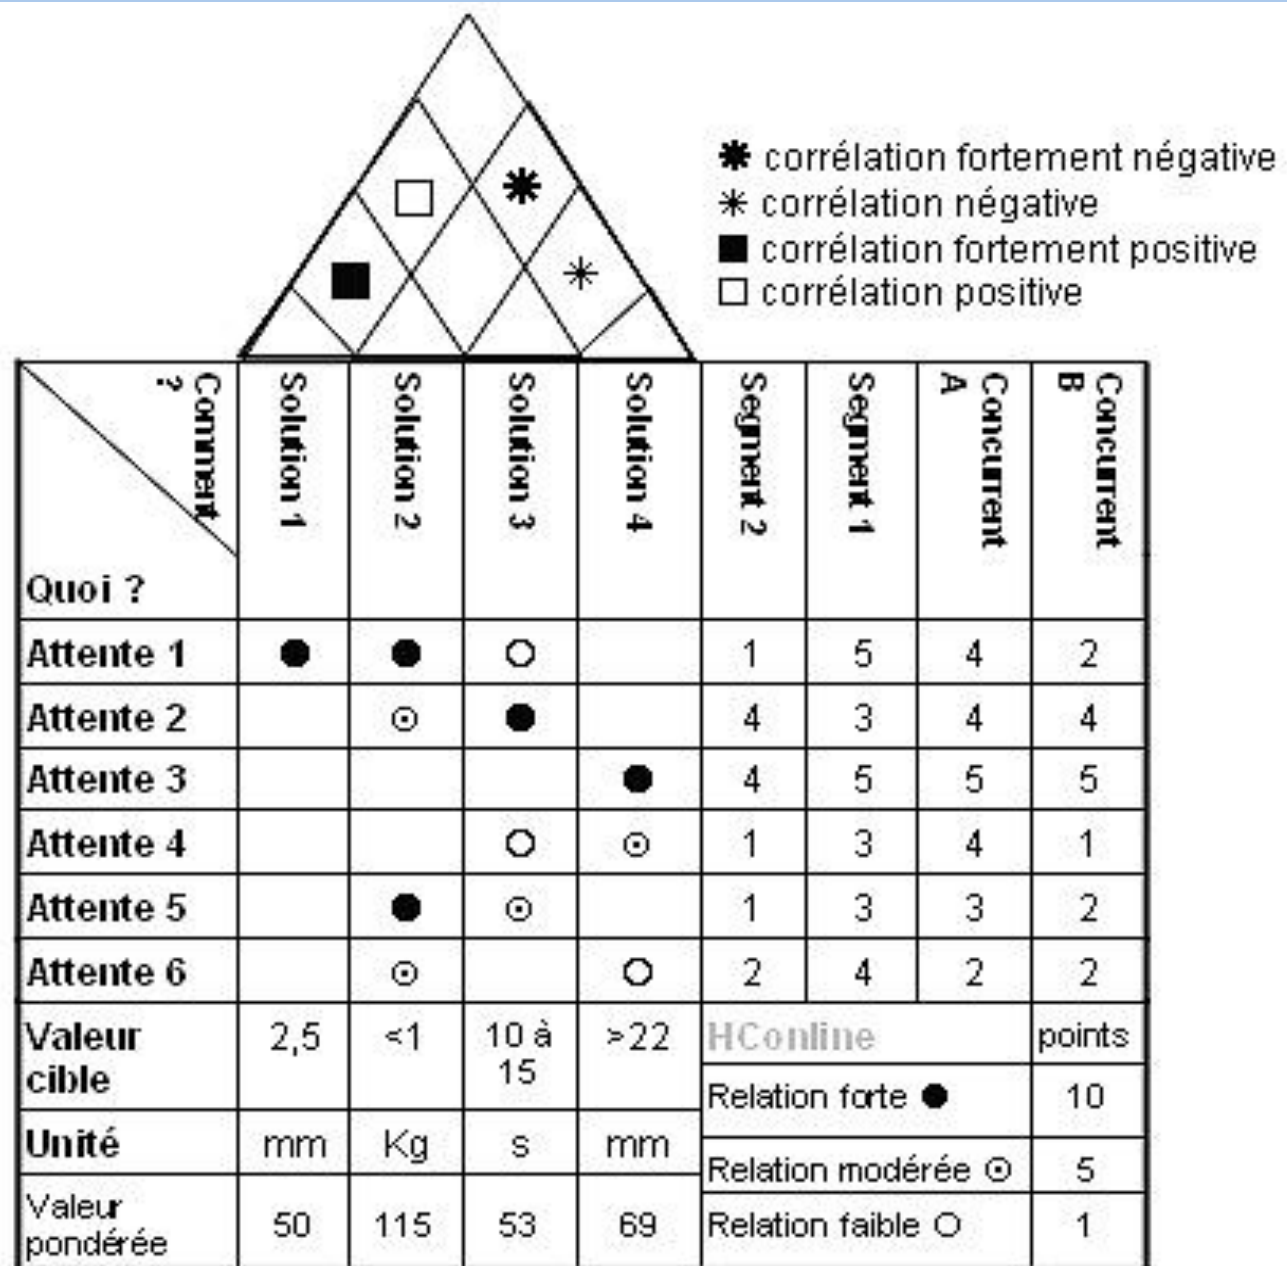 corrélation fortement négative
corrélation négative
corrélation fortement positive
corrélation positive
Comment ?
Solution 1
Solution 2
Solution 3
Solution 4
Segment 2
Segment 1
Concurrent A
Concurrent B
Quoi ?
Attente 1 1 5 4 2
Attente 2 4 3 4 4
Attente 3 4 5 5 5
Attente 4 1 3 4 1
Attente 5 1 3 3 2
Attente 6 2 4 2 2
Valeur cible 2,5 <1 10 à 15 >22
HConline points
Relation forte 10
Unité mm Kg s mm
Relation modérée 5
Valeur pondérée 50 115 53 69
Relation faible 1